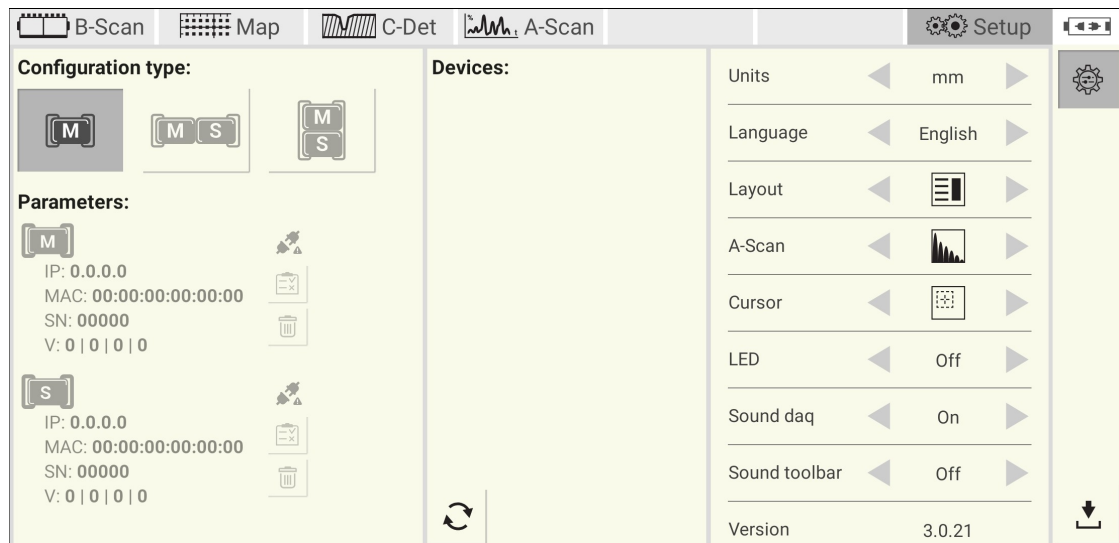 B-Scan
Map
C-Det
A-Scan
Setup
Configuration type:
M
M S
M
S
Parameters:
M
IP: 0.0.0.0
MAC: 00:00:00:00:00:00
SN: 00000
V: 0 | 0 | 0 | 0
S
IP: 0.0.0.0
MAC: 00:00:00:00:00:00
SN: 00000
V: 0 | 0 | 0 | 0
Devices:
Units mm
Language English
Layout
A-Scan
Cursor
LED Off
Sound daq On
Sound toolbar Off
Version 3.0.21